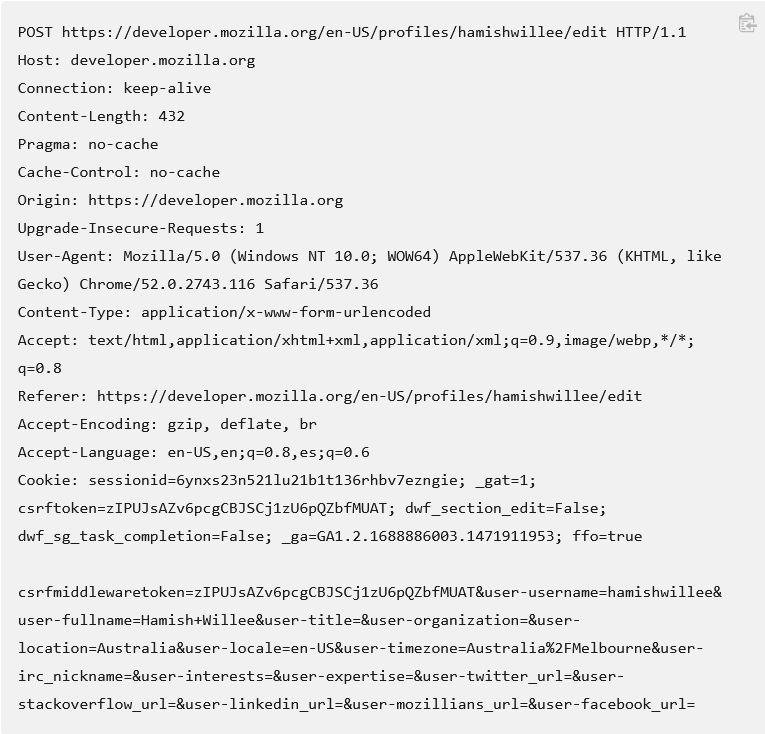 POST https://developer.mozilla.org/en-US/profiles/hamishwillee/edit HTTP/1.1
Host: developer.mozilla.org
Connection: keep-alive
Content-Length: 432
Pragma: no-cache
Cache-Control: no-cache
Origin: https://developer.mozilla.org
Upgrade-Insecure-Requests: 1
User-Agent: Mozilla/5.0 (Windows NT 10.0; WOW64) AppleWebKit/537.36 (KHTML, like
Gecko) Chrome/52.0.2743.116 Safari/537.36
Content-Type: application/x-www-form-urlencoded
Accept: text/html,application/xhtml+xml,application/xml;q=0.9,image/webp,*/*;
q=0.8
Referer: https://developer.mozilla.org/en-US/profiles/hamishwillee/edit
Accept-Encoding: gzip, deflate, br
Accept-Language: en-US,en;q=0.8,es;q=0.6
Cookie: sessionid=6ynxs23n521lu21b1t136rhbv7ezngie; _gat=1;
csrftoken=zIPUJsAZv6pcgCBJSCj1zU6pQZbfMUAT; dwf_section_edit=False;
dwf_sg_task_completion=False; _ga=GA1.2.1688886003.1471911953; ffo=true
csrfmiddlewaretoken=zIPUJsAZv6pcgCBJSCj1zU6pQZbfMUAT&user-username=hamishwillee&
user-fullname=Hamish+Willee&user-title=&user-organization=&user-
location=Australia&user-locale=en-US&user-timezone=Australia%2FMelbourne&user-
irc_nickname=&user-interests=&user-expertise=&user-twitter_url=&user-
stackoverflow_url=&user-linkedin_url=&user-mozillians_url=&user-facebook_url=